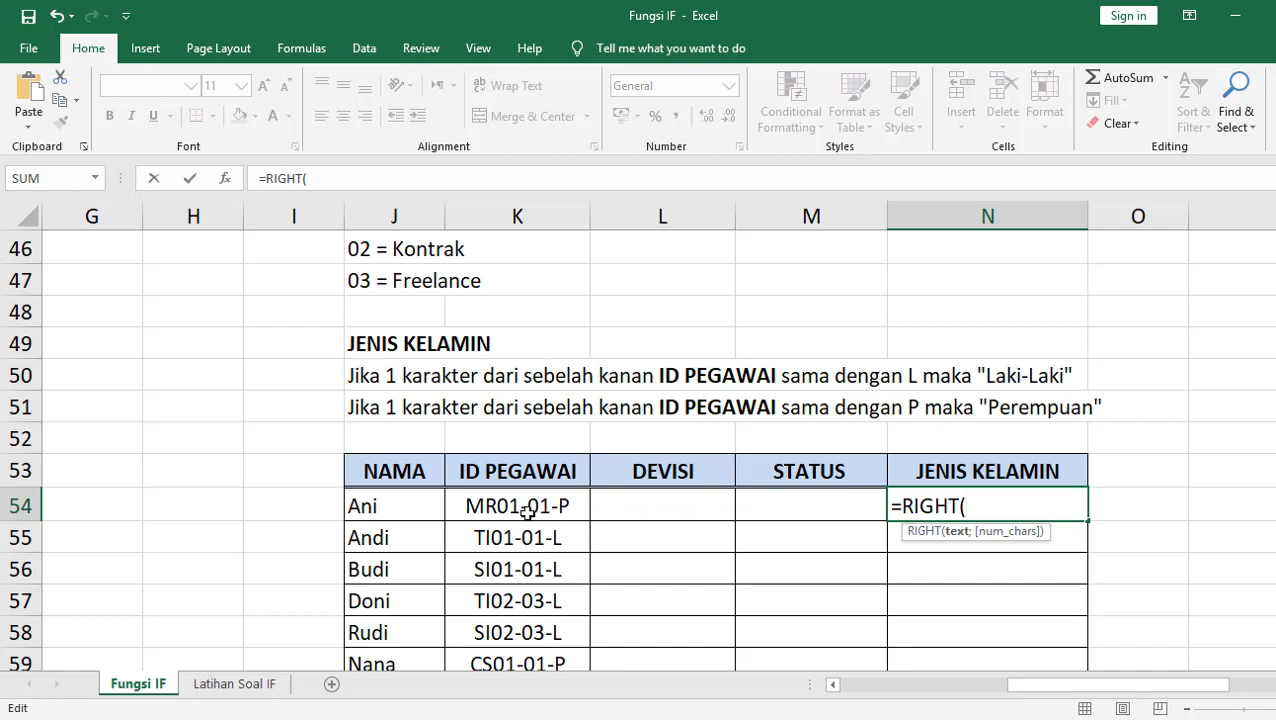 Fungsi IF - Excel
Sign in
File Home Insert Page Layout Formulas Data Review View Help Tell me what you want to do
Paste
11
Wrap Text
Merge & Center
General
Conditional Formatting
Format as Table
Cell Styles
Insert
Delete
Format
AutoSum
Fill
Clear
Sort & Filter
Find & Select
Clipboard Font Alignment Number Styles Cells Editing
SUM fx =RIGHT(
G H I J K L M N O
46 02 = Kontrak
47 03 = Freelance
48
49 JENIS KELAMIN
50 Jika 1 karakter dari sebelah kanan ID PEGAWAI sama dengan L maka "Laki-Laki"
51 Jika 1 karakter dari sebelah kanan ID PEGAWAI sama dengan P maka "Perempuan"
52
53 NAMA ID PEGAWAI DEVISI STATUS JENIS KELAMIN
54 Ani MR01-01-P =RIGHT(
RIGHT(text; [num_chars])
55 Andi TI01-01-L
56 Budi SI01-01-L
57 Doni TI02-03-L
58 Rudi SI02-03-L
59 Nana CS01-01-P
Fungsi IF Latihan Soal IF
Edit